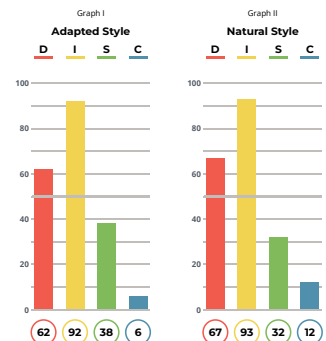 Graph I
Adapted Style
D I S C
100
80
60
40
20
0
62 92 38 6
Graph II
Natural Style
D I S C
100
80
60
40
20
0
67 93 32 12